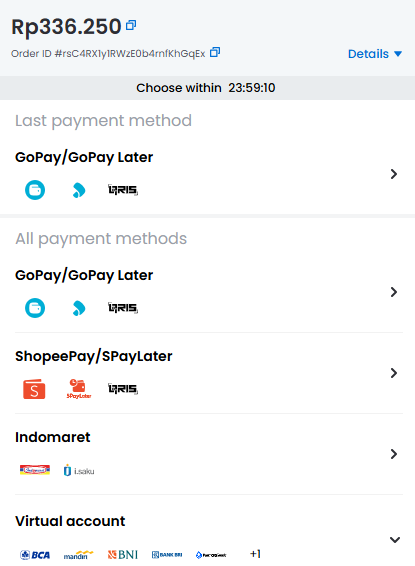 Rp336.250
Order ID #rsC4RX1y1RWzE0b4rnfKhGqEx
Details
Choose within 23:59:10
Last payment method
GoPay/GoPay Later
QRIS
All payment methods
GoPay/GoPay Later
QRIS
ShopeePay/SPayLater
S SPayLater QRIS
Indomaret
Indomaret i.saku
Virtual account
BCA mandiri BNI BANK BRI +1